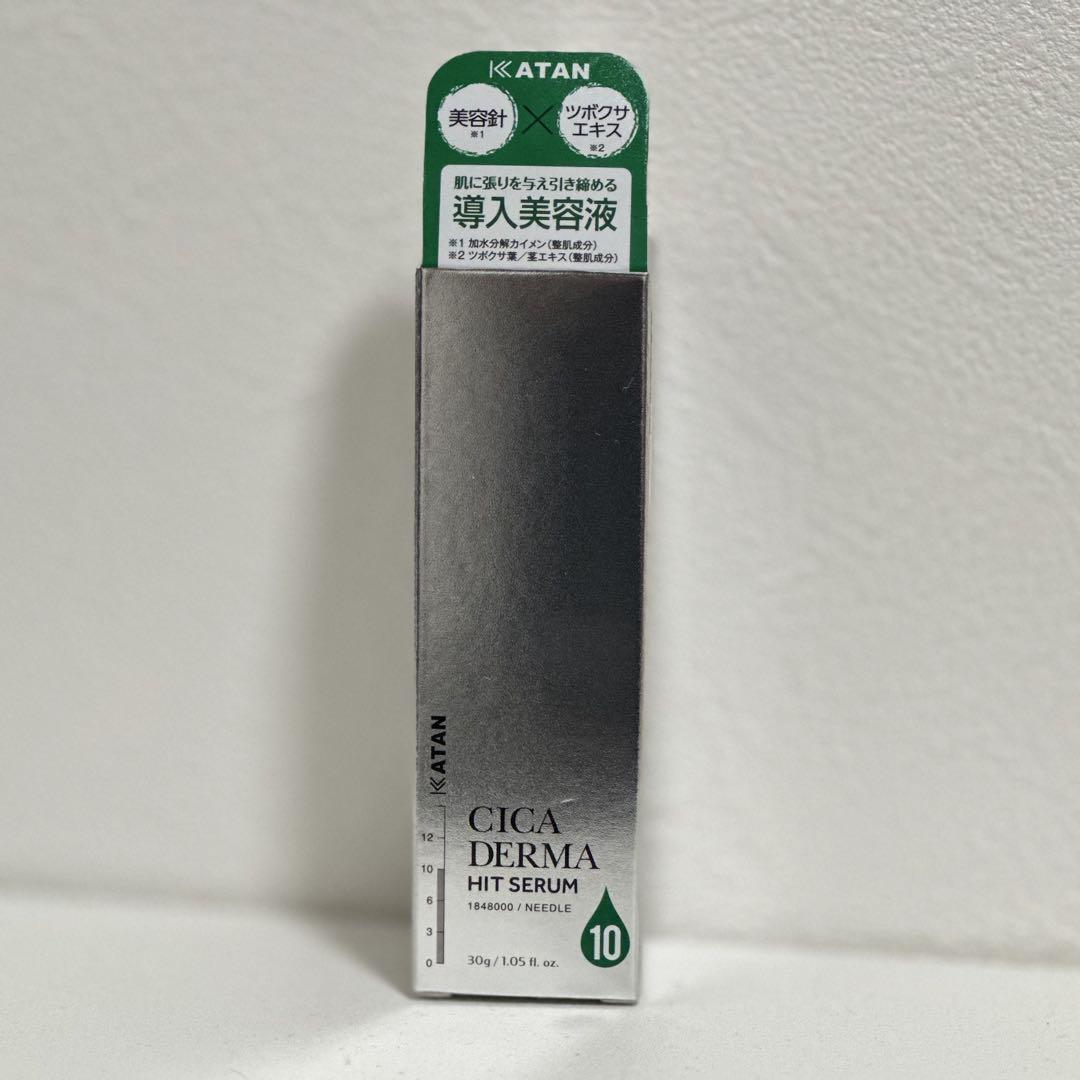 KATAN
美容針
※1
×
ツボクサ
エキス
※2
肌に張りを与え引き締める
導入美容液
※1 加水分解カイメン(整肌成分)
※2 ツボクサ葉/茎エキス(整肌成分)
KATAN
12
10
6
3
0
CICA
DERMA
HIT SERUM
1848000 / NEEDLE
10
30g / 1.05 fl. oz.